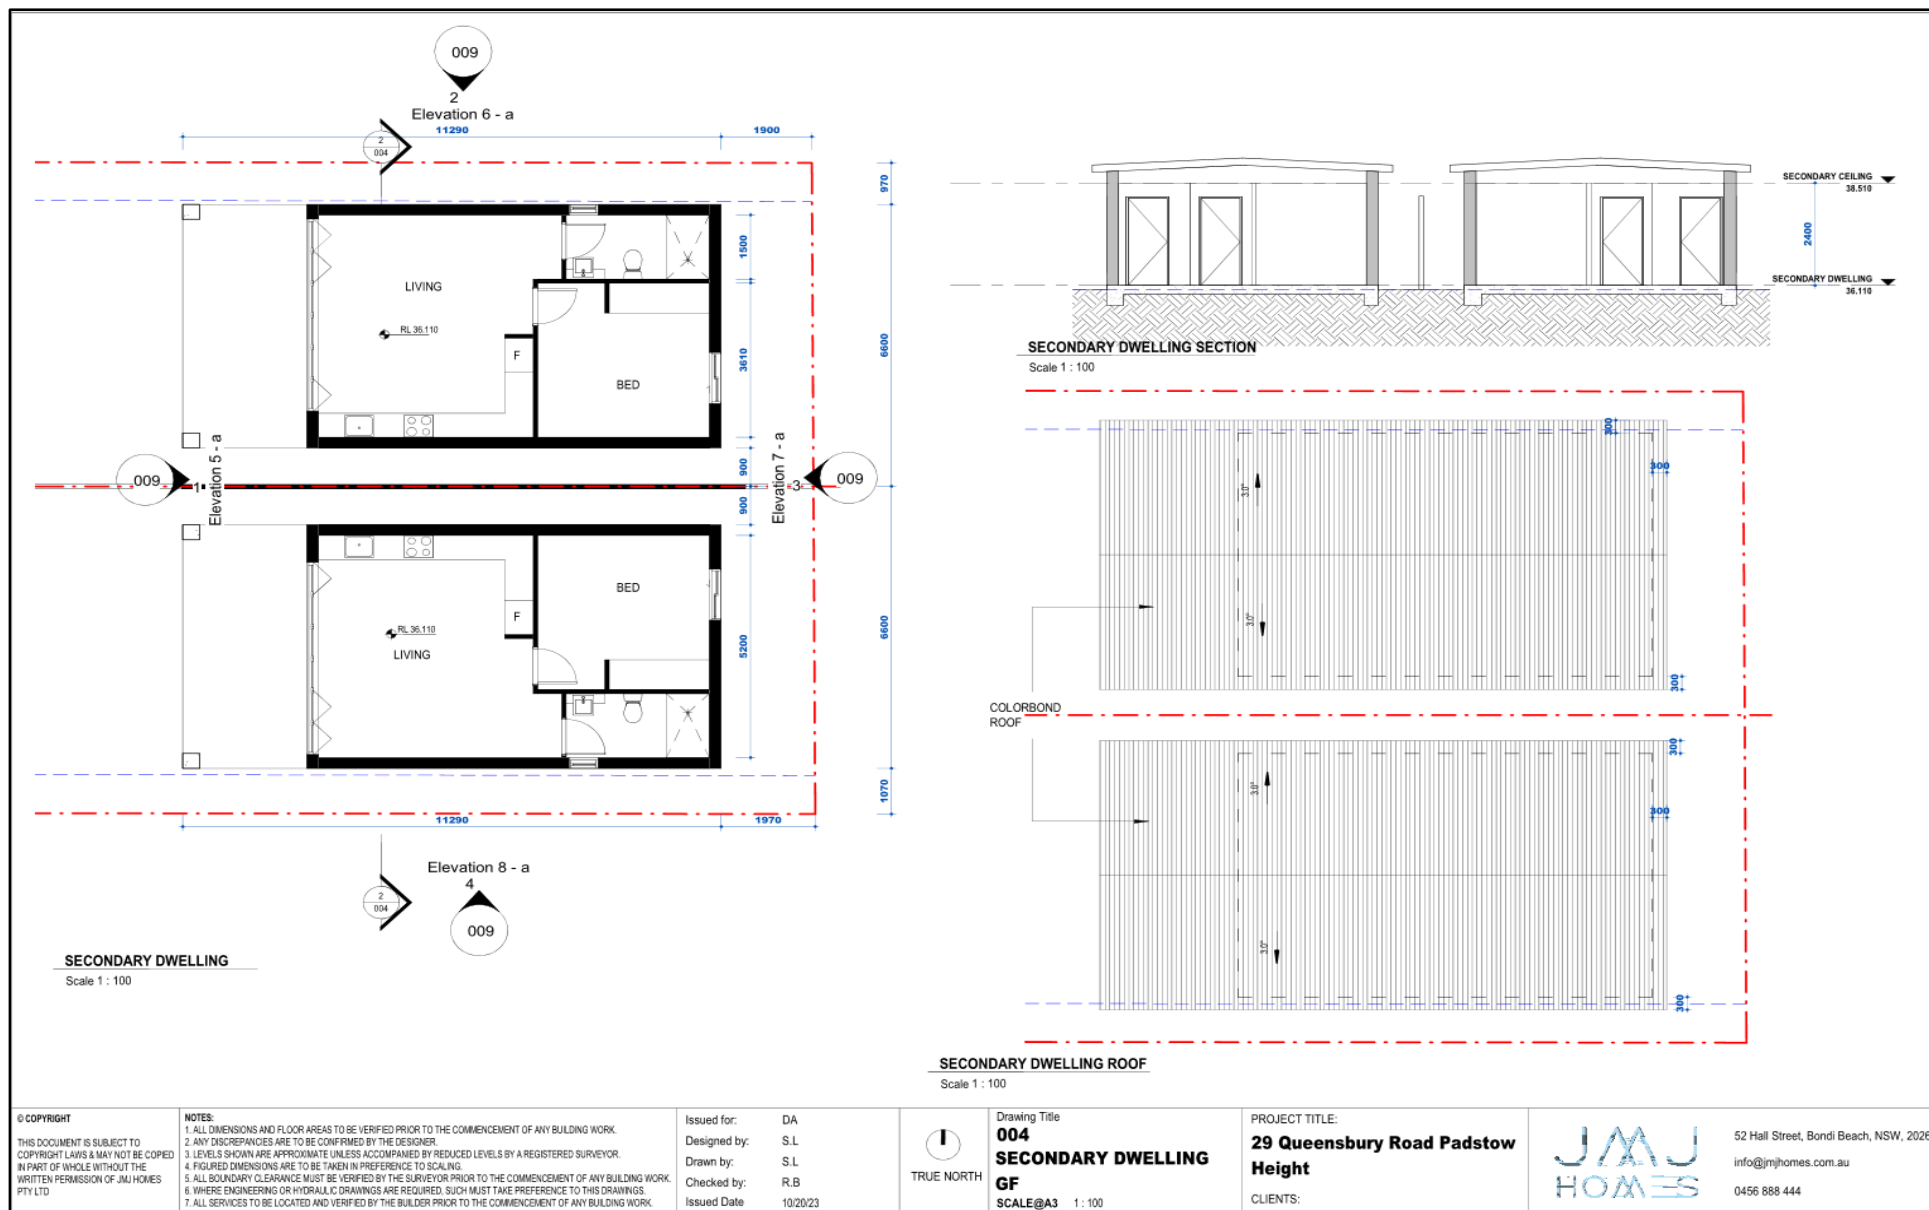 009
2
Elevation 6 - a
11290
1900
2
004
970
1500
LIVING
RL 36.110
F
3610
BED
6600
009
1
Elevation 5 - a
900
Elevation 7 - a
3
009
900
BED
F
RL 36.110
LIVING
5200
6600
1070
11290
1970
Elevation 8 - a
4
2
004
009
SECONDARY DWELLING
Scale 1 : 100
SECONDARY CEILING
38.510
2400
SECONDARY DWELLING
36.110
SECONDARY DWELLING SECTION
Scale 1 : 100
300
300
3.0°
3.0°
300
COLORBOND
ROOF
300
3.0°
300
3.0°
300
SECONDARY DWELLING ROOF
Scale 1 : 100
© COPYRIGHT
THIS DOCUMENT IS SUBJECT TO
COPYRIGHT LAWS & MAY NOT BE COPIED
IN PART OF WHOLE WITHOUT THE
WRITTEN PERMISSION OF JMJ HOMES
PTY LTD
NOTES:
1. ALL DIMENSIONS AND FLOOR AREAS TO BE VERIFIED PRIOR TO THE COMMENCEMENT OF ANY BUILDING WORK.
2. ANY DISCREPANCIES ARE TO BE CONFIRMED BY THE DESIGNER.
3. LEVELS SHOWN ARE APPROXIMATE UNLESS ACCOMPANIED BY REDUCED LEVELS BY A REGISTERED SURVEYOR.
4. FIGURED DIMENSIONS ARE TO BE TAKEN IN PREFERENCE TO SCALING.
5. ALL BOUNDARY CLEARANCE MUST BE VERIFIED BY THE SURVEYOR PRIOR TO THE COMMENCEMENT OF ANY BUILDING WORK.
6. WHERE ENGINEERING OR HYDRAULIC DRAWINGS ARE REQUIRED, SUCH MUST TAKE PREFERENCE TO THIS DRAWINGS.
7. ALL SERVICES TO BE LOCATED AND VERIFIED BY THE BUILDER PRIOR TO THE COMMENCEMENT OF ANY BUILDING WORK.
Issued for: DA
Designed by: S.L
Drawn by: S.L
Checked by: R.B
Issued Date 10/20/23
TRUE NORTH
Drawing Title
004
SECONDARY DWELLING
GF
SCALE@A3 1 : 100
PROJECT TITLE:
29 Queensbury Road Padstow
Height
CLIENTS:
JMJ
HOMES
52 Hall Street, Bondi Beach, NSW, 2026
info@jmjhomes.com.au
0456 888 444